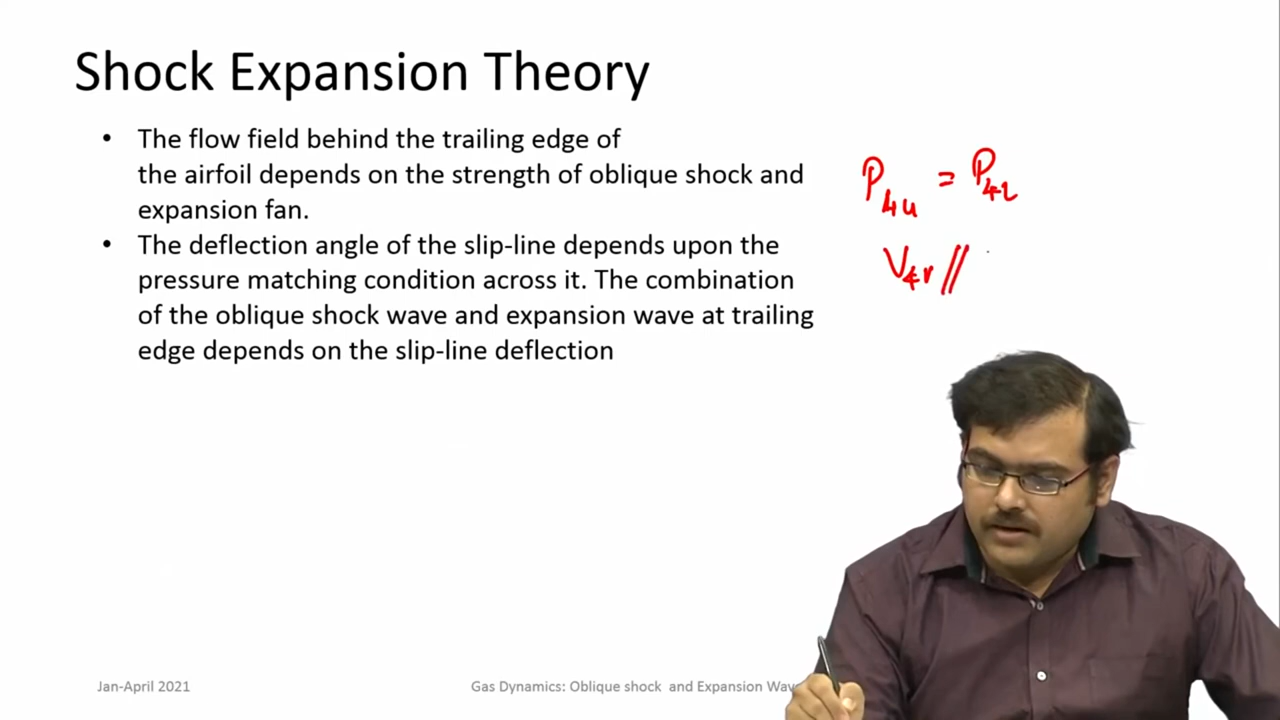 Shock Expansion Theory
• The flow field behind the trailing edge of
the airfoil depends on the strength of oblique shock and
expansion fan.
• The deflection angle of the slip-line depends upon the
pressure matching condition across it. The combination
of the oblique shock wave and expansion wave at trailing
edge depends on the slip-line deflection
P4u = P4l
V4u //
Jan-April 2021
Gas Dynamics: Oblique shock and Expansion Wav